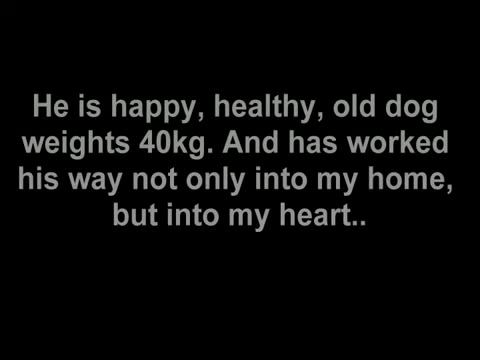 He is happy, healthy, old dog
weights 40kg. And has worked
his way not only into my home,
but into my heart..